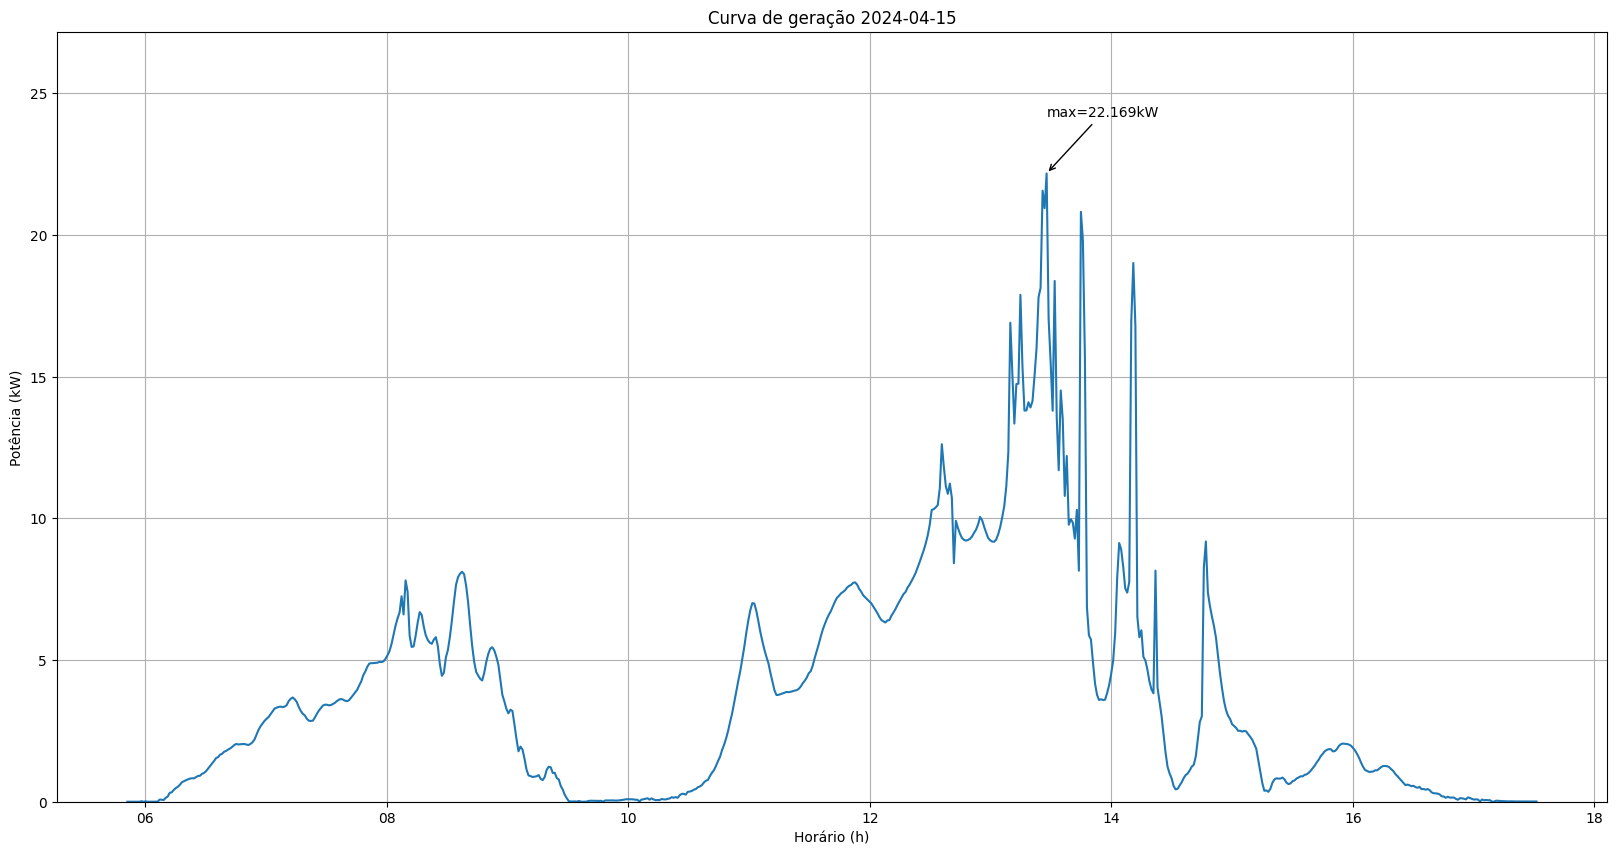 Curva de geração 2024-04-15
max=22.169kW
25
20
15
10
5
0
Potência (kW)
06 08 10 12 14 16 18
Horário (h)